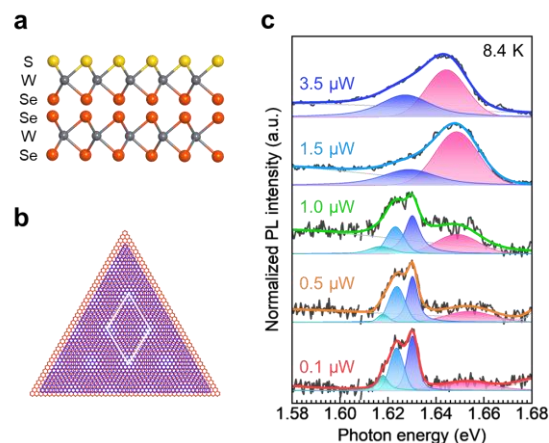 a
S
W
Se
Se
W
Se
b
c
8.4 K
3.5 µW
1.5 µW
1.0 µW
0.5 µW
0.1 µW
Normalized PL intensity (a.u.)
1.58 1.60 1.62 1.64 1.66 1.68
Photon energy (eV)